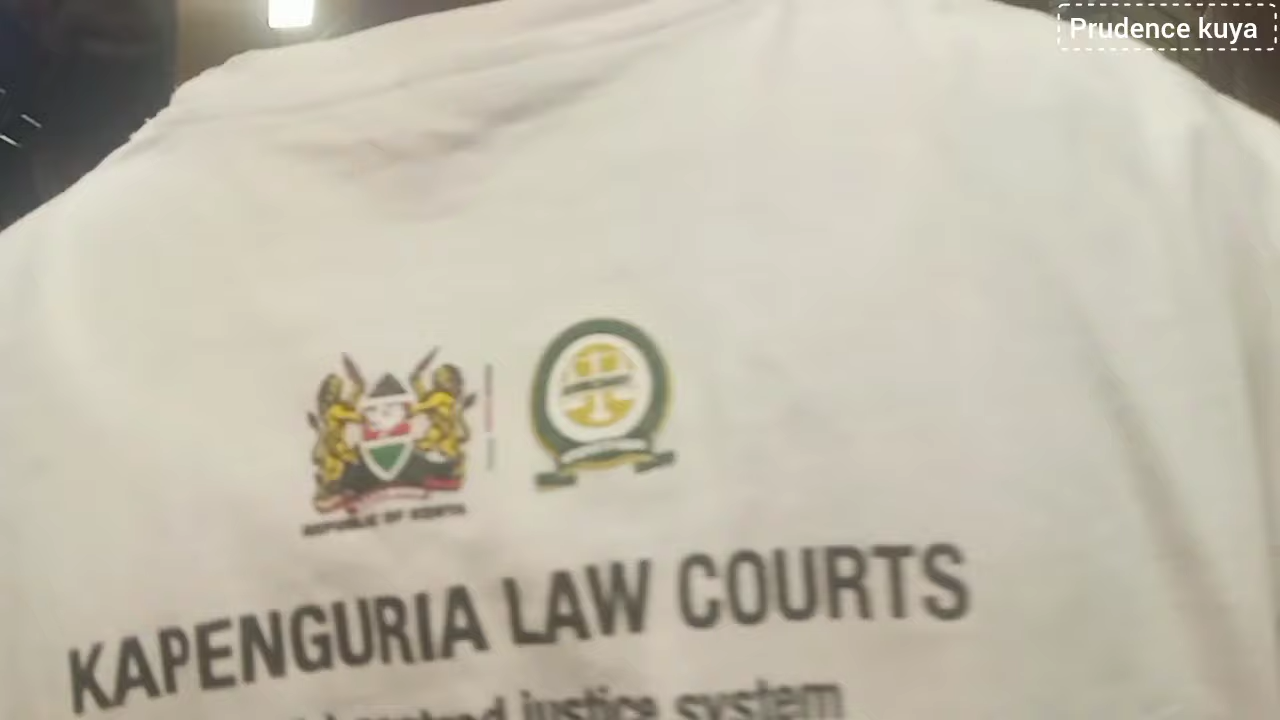 Prudence kuya
REPUBLIC OF KENYA
KAPENGURIA LAW COURTS
justice system